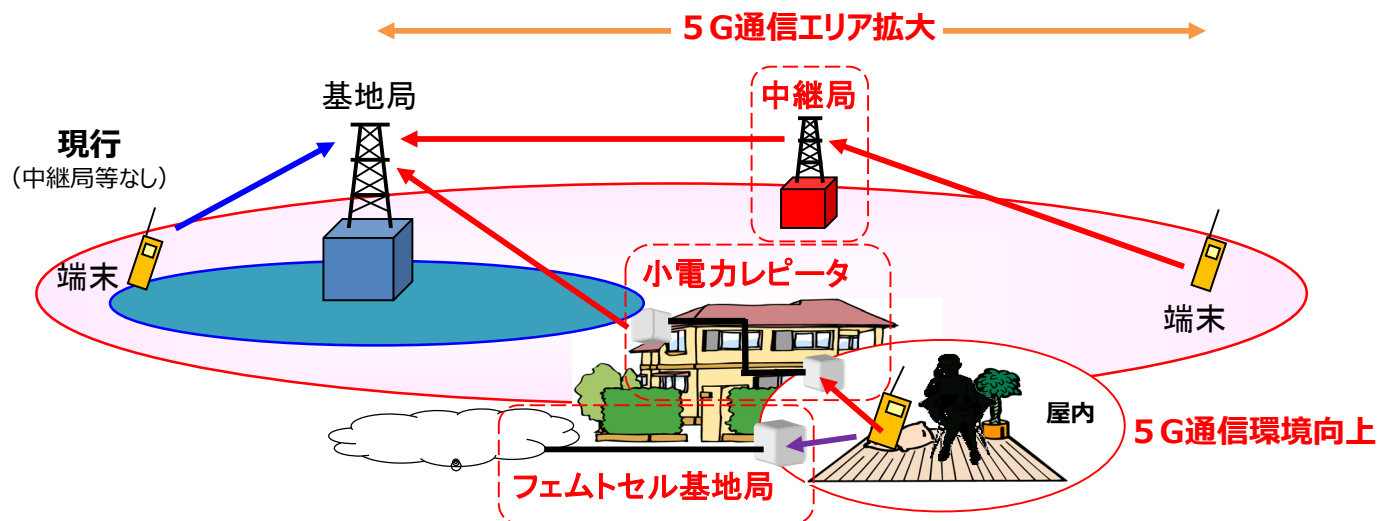 ５G通信エリア拡大
基地局
中継局
現行
（中継局等なし）
端末
小電力レピータ
端末
屋内
５G通信環境向上
フェムトセル基地局